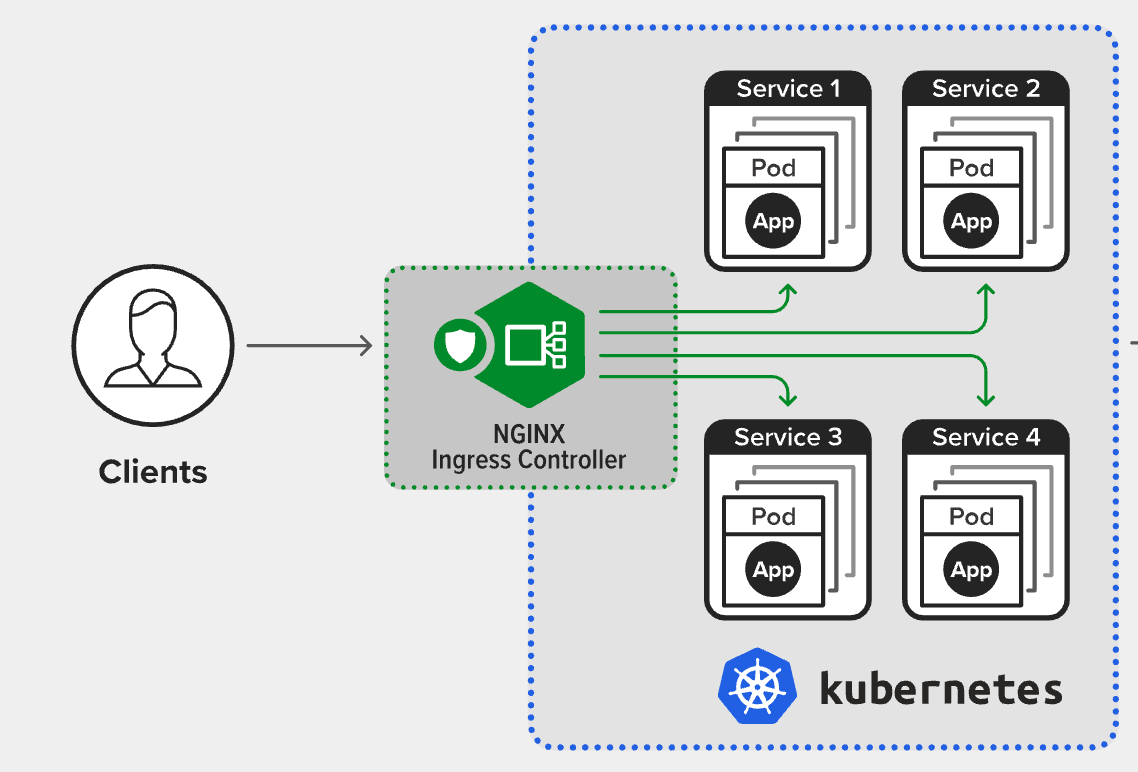 Service 1
Service 2
Pod
App
Pod
App
Clients
NGINX
Ingress Controller
Service 3
Service 4
Pod
App
Pod
App
kubernetes